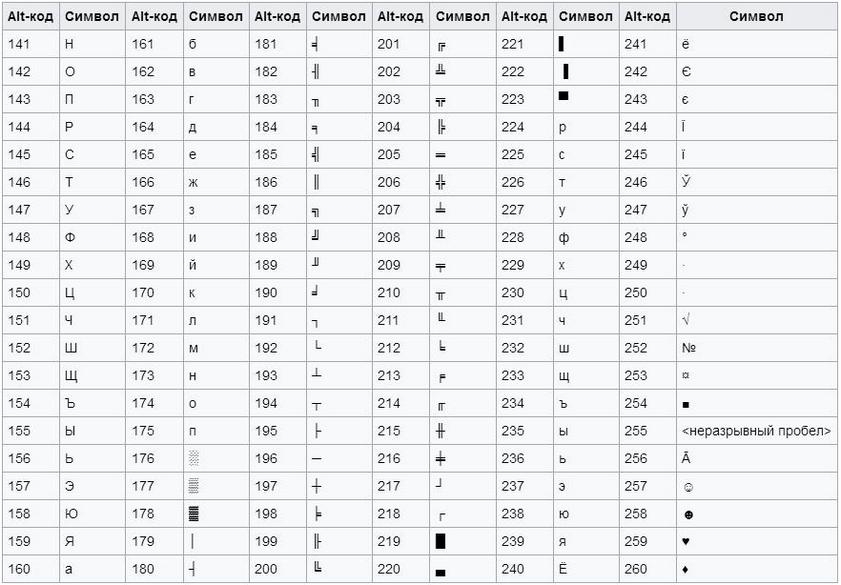 Alt-код Символ Alt-код Символ Alt-код Символ Alt-код Символ Alt-код Символ Alt-код Символ
141 Н 161 б 181 ╡ 201 ╔ 221 ▌ 241 ё
142 О 162 в 182 ╢ 202 ╩ 222 ▐ 242 Є
143 П 163 г 183 ╖ 203 ╦ 223 ▀ 243 є
144 Р 164 д 184 ╕ 204 ╠ 224 р 244 Ї
145 С 165 е 185 ╣ 205 ═ 225 с 245 ї
146 Т 166 ж 186 ║ 206 ╬ 226 т 246 Ў
147 У 167 з 187 ╗ 207 ╧ 227 у 247 ў
148 Ф 168 и 188 ╝ 208 ╨ 228 ф 248 °
149 Х 169 й 189 ╜ 209 ╤ 229 х 249 ∙
150 Ц 170 к 190 ╛ 210 ╥ 230 ц 250 ·
151 Ч 171 л 191 ┐ 211 ╙ 231 ч 251 √
152 Ш 172 м 192 └ 212 ╘ 232 ш 252 №
153 Щ 173 н 193 ┴ 213 ╒ 233 щ 253 ¤
154 Ъ 174 о 194 ┬ 214 ╓ 234 ъ 254 ■
155 Ы 175 п 195 ├ 215 ╫ 235 ы 255 <неразрывный пробел>
156 Ь 176 ░ 196 ─ 216 ╪ 236 ь 256 Ā
157 Э 177 ▒ 197 ┼ 217 ┘ 237 э 257 ☺
158 Ю 178 ▓ 198 ╞ 218 ┌ 238 ю 258 ☻
159 Я 179 │ 199 ╟ 219 █ 239 я 259 ♥
160 а 180 ┤ 200 ╚ 220 ▄ 240 Ё 260 ♦